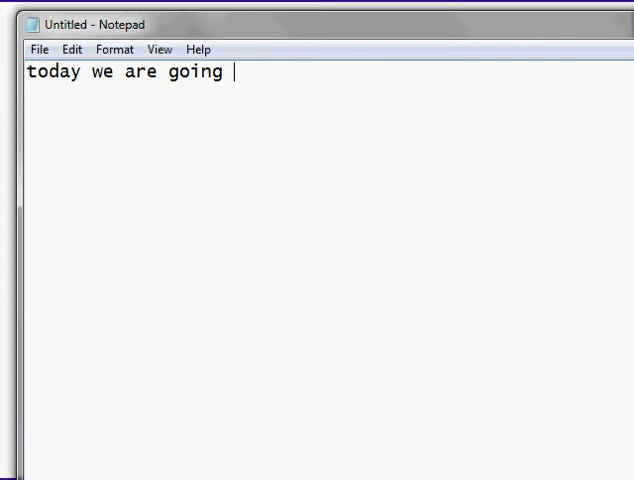 Untitled - Notepad
File Edit Format View Help
today we are going